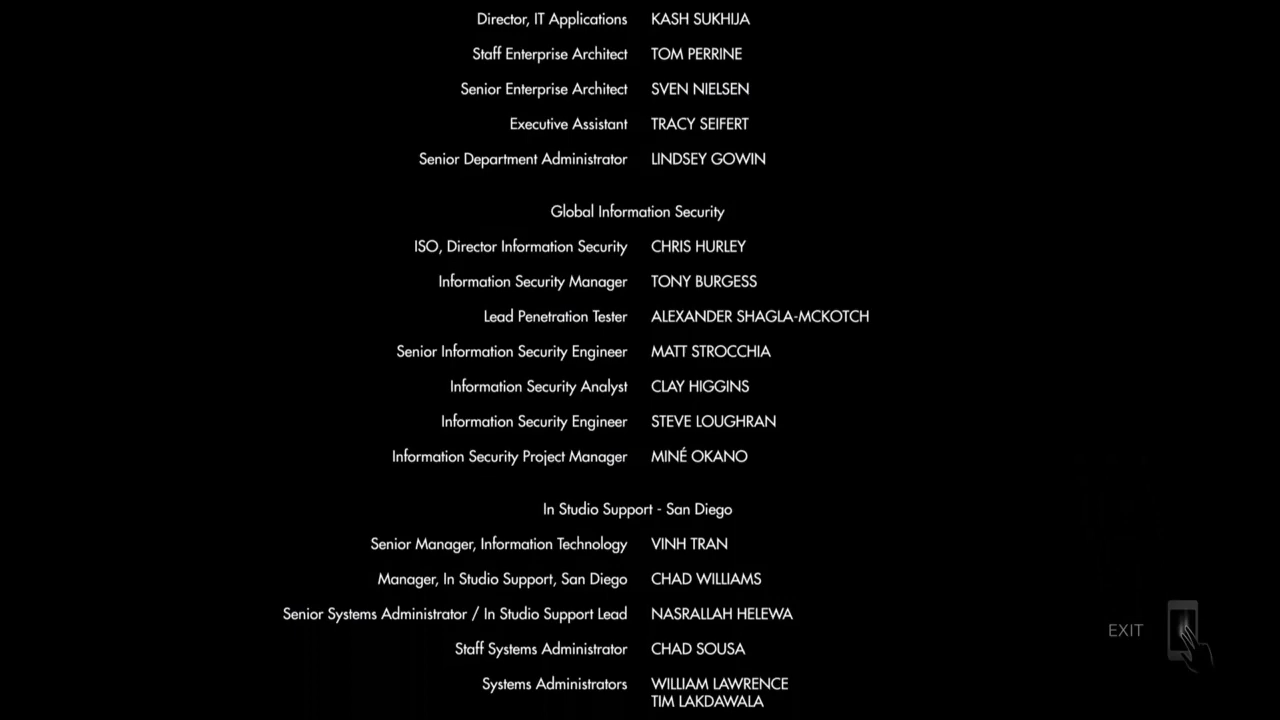 Director, IT Applications KASH SUKHIJA
Staff Enterprise Architect TOM PERRINE
Senior Enterprise Architect SVEN NIELSEN
Executive Assistant TRACY SEIFERT
Senior Department Administrator LINDSEY GOWIN
Global Information Security
ISO, Director Information Security CHRIS HURLEY
Information Security Manager TONY BURGESS
Lead Penetration Tester ALEXANDER SHAGLA-MCKOTCH
Senior Information Security Engineer MATT STROCCHIA
Information Security Analyst CLAY HIGGINS
Information Security Engineer STEVE LOUGHRAN
Information Security Project Manager MINÉ OKANO
In Studio Support - San Diego
Senior Manager, Information Technology VINH TRAN
Manager, In Studio Support, San Diego CHAD WILLIAMS
Senior Systems Administrator / In Studio Support Lead NASRALLAH HELEWA
EXIT
Staff Systems Administrator CHAD SOUSA
Systems Administrators WILLIAM LAWRENCE
TIM LAKDAWALA